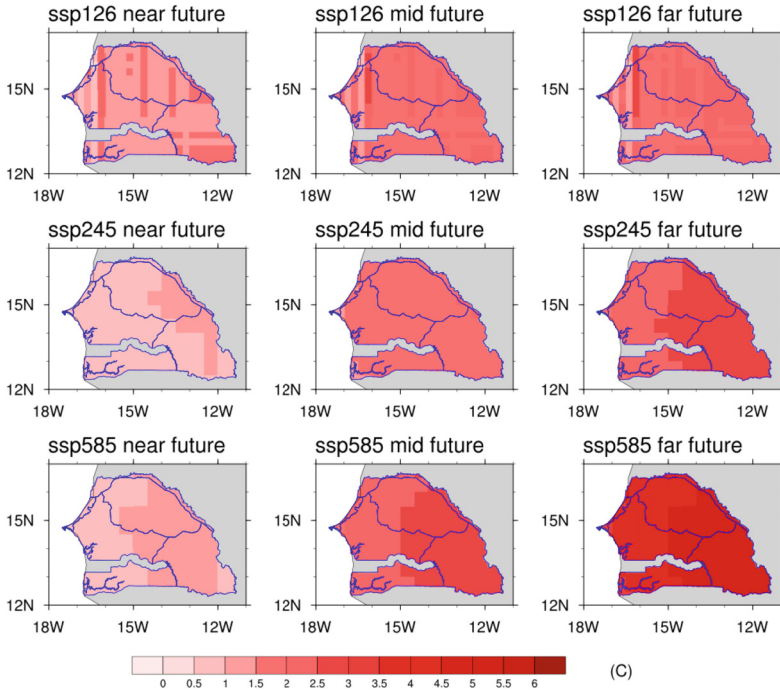 ssp126 near future ssp126 mid future ssp126 far future
15N 15N 15N
12N 12N 12N
18W 15W 12W 18W 15W 12W 18W 15W 12W
ssp245 near future ssp245 mid future ssp245 far future
15N 15N 15N
12N 12N 12N
18W 15W 12W 18W 15W 12W 18W 15W 12W
ssp585 near future ssp585 mid future ssp585 far future
15N 15N 15N
12N 12N 12N
18W 15W 12W 18W 15W 12W 18W 15W 12W
0 0.5 1 1.5 2 2.5 3 3.5 4 4.5 5 5.5 6 (C)